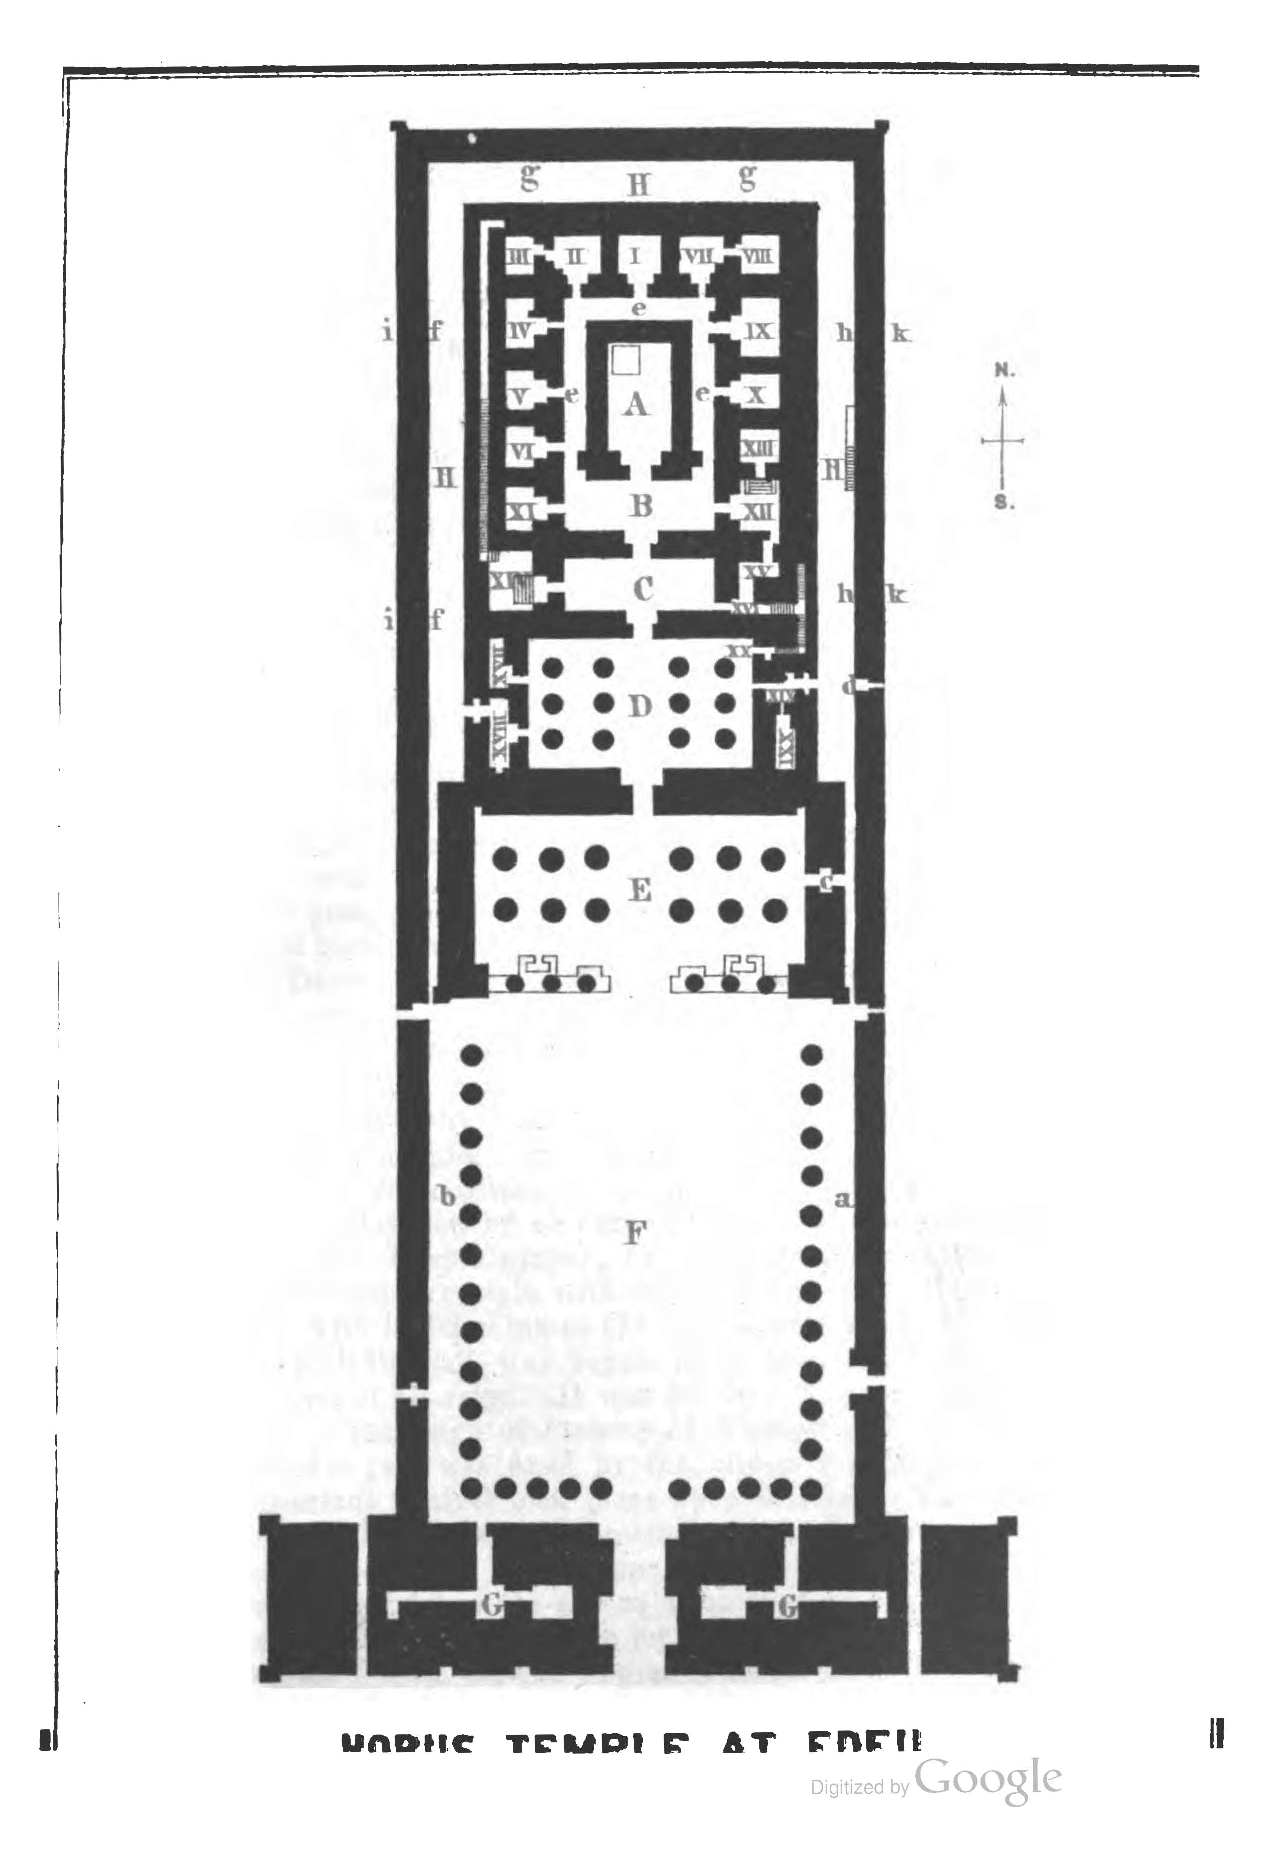 g H g
III II I VII VIII
e
i f IV IX h k
N.
V e A e X
VI XIII
H H
XI B XII
S.
XIV C XV
h k
XVI
i f
XVII XX
D d
XIX
XVIII XXI
E c
b a
F
G G
HORUS TEMPLE AT EDFU
Digitized by Google